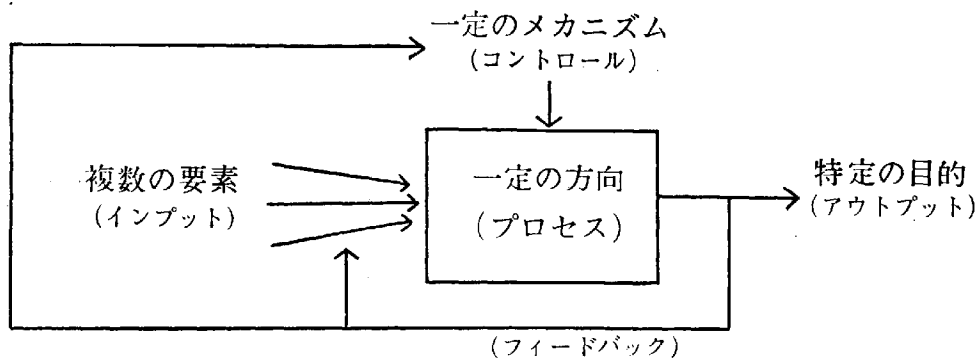 一定のメカニズム
(コントロール)
複数の要素
(インプット)
一定の方向
(プロセス)
特定の目的
(アウトプット)
(フィードバック)